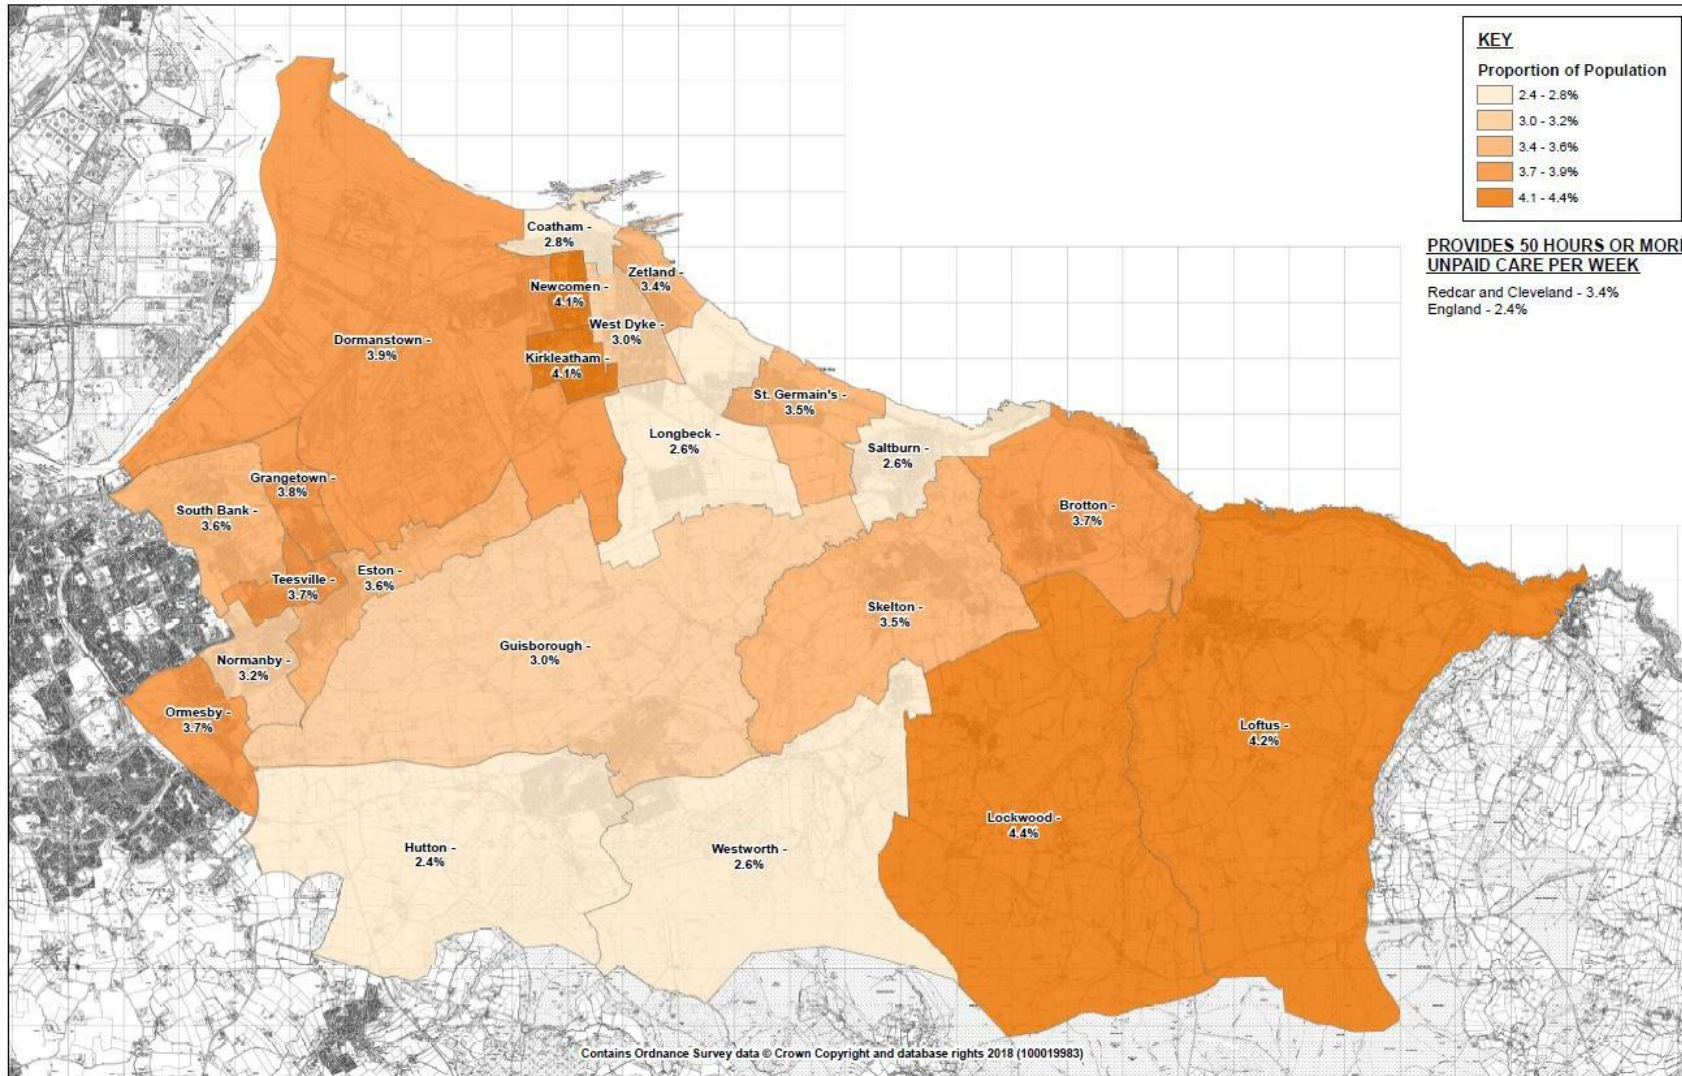 KEY
Proportion of Population
2.4 - 2.8%
3.0 - 3.2%
3.4 - 3.6%
3.7 - 3.9%
4.1 - 4.4%
PROVIDES 50 HOURS OR MOR
UNPAID CARE PER WEEK
Redcar and Cleveland - 3.4%
England - 2.4%
Coatham -
2.8%
Zetland -
3.4%
Newcomen -
4.1%
West Dyke -
3.0%
Dormanstown -
3.9%
Kirkleatham -
4.1%
St. Germain's -
3.5%
Longbeck -
2.6%
Saltburn -
2.6%
Grangetown -
3.8%
South Bank -
3.6%
Brotton -
3.7%
Teesville -
3.7%
Eston -
3.6%
Skelton -
3.5%
Guisborough -
3.0%
Normanby -
3.2%
Ormesby -
3.7%
Loftus -
4.2%
Lockwood -
4.4%
Hutton -
2.4%
Westworth -
2.6%
Contains Ordnance Survey data © Crown Copyright and database rights 2018 (100019983)